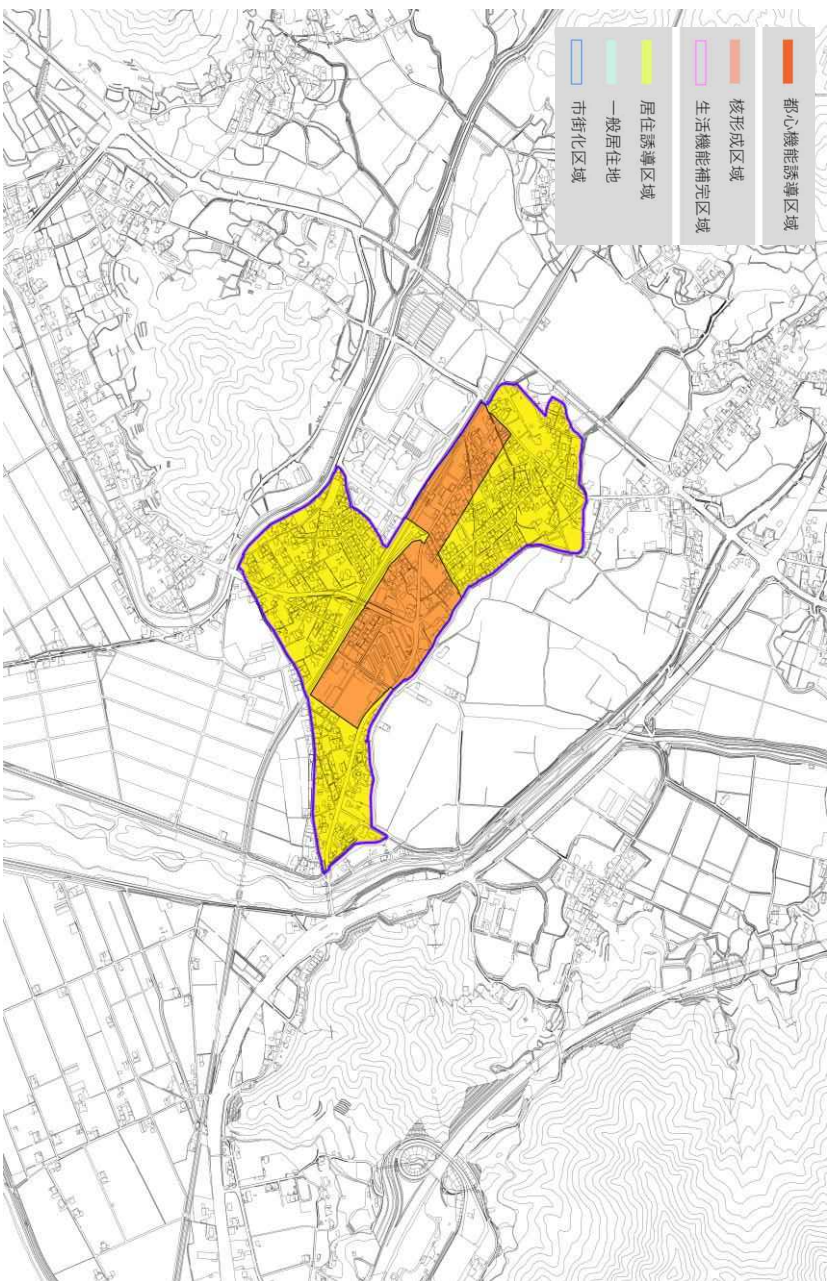 都心機能誘導区域
核形成区域
生活機能補完区域
居住誘導区域
一般居住地
市街化区域